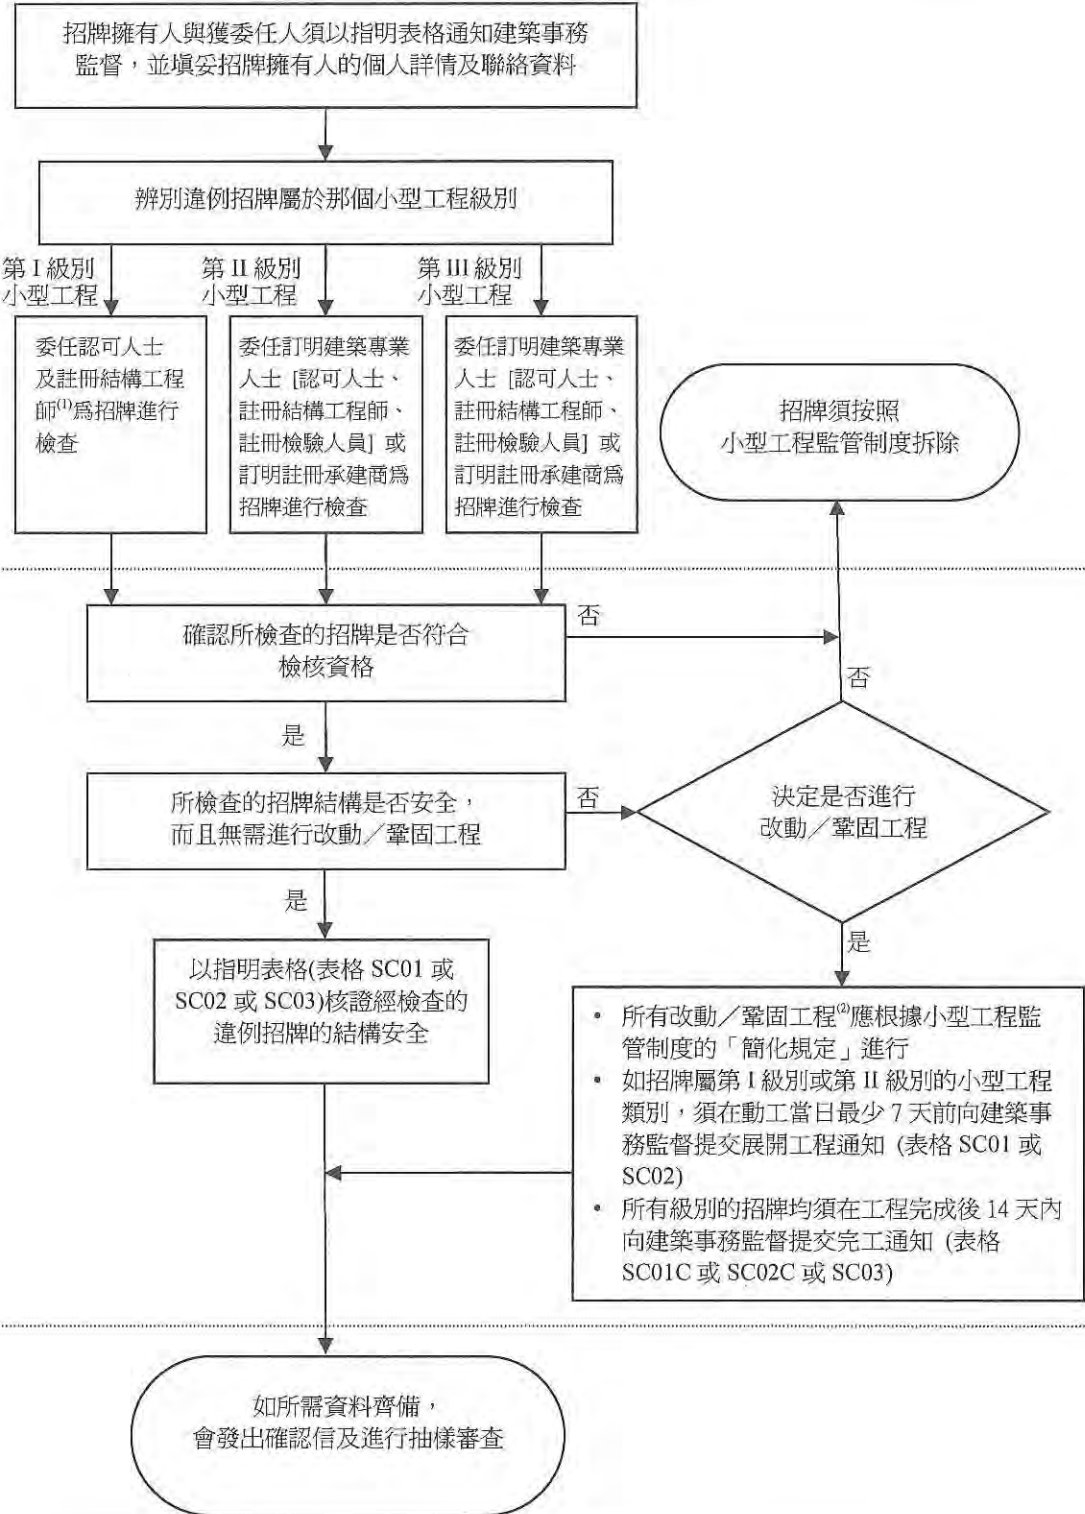 招牌擁有人與獲委任人須以指明表格通知建築事務
監督，並填妥招牌擁有人的個人詳情及聯絡資料
辨別違例招牌屬於那個小型工程級別
第 I 級別
小型工程
第 II 級別
小型工程
第 III 級別
小型工程
委任認可人士
及註冊結構工程
師(1)為招牌進行
檢查
委任訂明建築專業
人士 [認可人士、
註冊結構工程師、
註冊檢驗人員] 或
訂明註冊承建商為
招牌進行檢查
委任訂明建築專業
人士 [認可人士、
註冊結構工程師、
註冊檢驗人員] 或
訂明註冊承建商為
招牌進行檢查
招牌須按照
小型工程監管制度拆除
確認所檢查的招牌是否符合
檢核資格
否
否
是
所檢查的招牌結構是否安全，
而且無需進行改動／鞏固工程
否
決定是否進行
改動／鞏固工程
是
是
以指明表格(表格 SC01 或
SC02 或 SC03)核證經檢查的
違例招牌的結構安全
• 所有改動／鞏固工程(2)應根據小型工程監
管制度的「簡化規定」進行
• 如招牌屬第 I 級別或第 II 級別的小型工程
類別，須在動工當日最少 7 天前向建築事
務監督提交展開工程通知 (表格 SC01 或
SC02)
• 所有級別的招牌均須在工程完成後 14 天內
向建築事務監督提交完工通知 (表格
SC01C 或 SC02C 或 SC03)
如所需資料齊備，
會發出確認信及進行抽樣審查